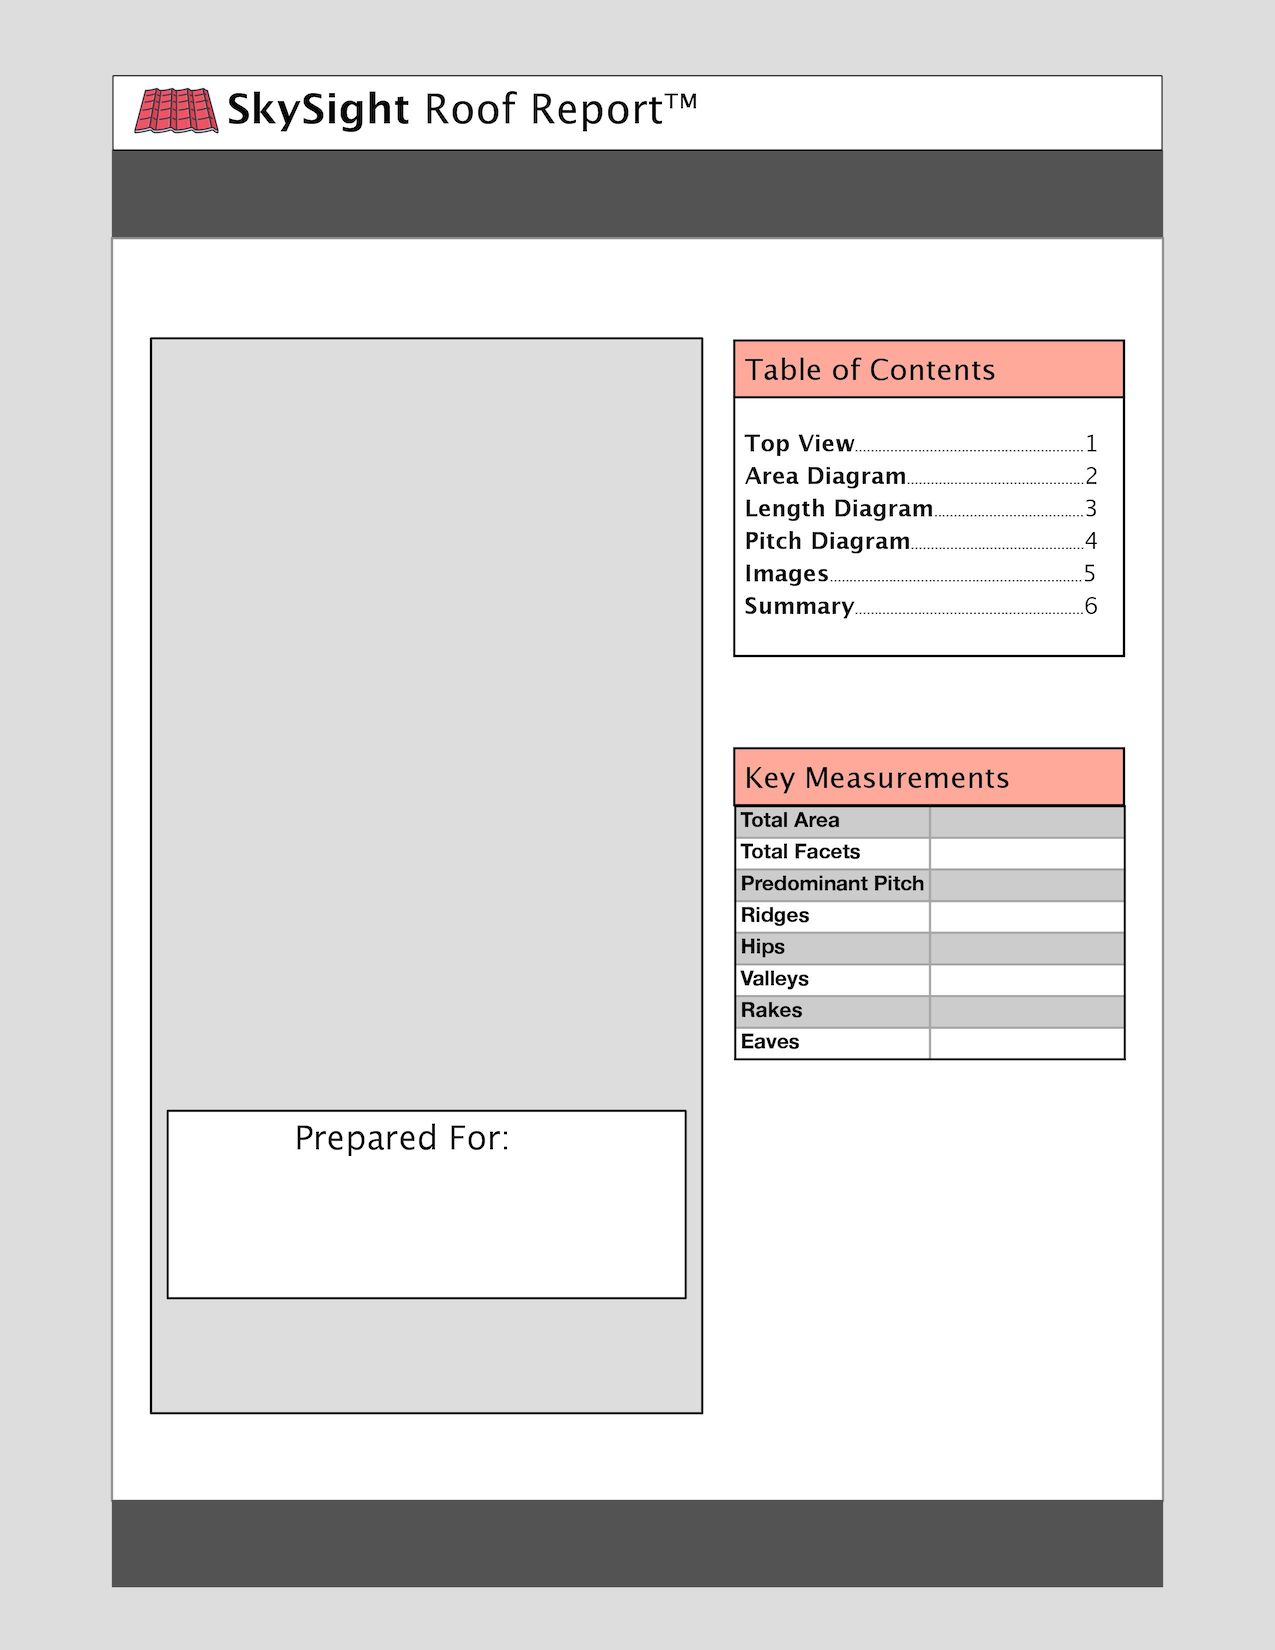 SkySight Roof Report™
Table of Contents
Top View 1
Area Diagram 2
Length Diagram 3
Pitch Diagram 4
Images 5
Summary 6
Key Measurements
Total Area
Total Facets
Predominant Pitch
Ridges
Hips
Valleys
Rakes
Eaves
Prepared For: